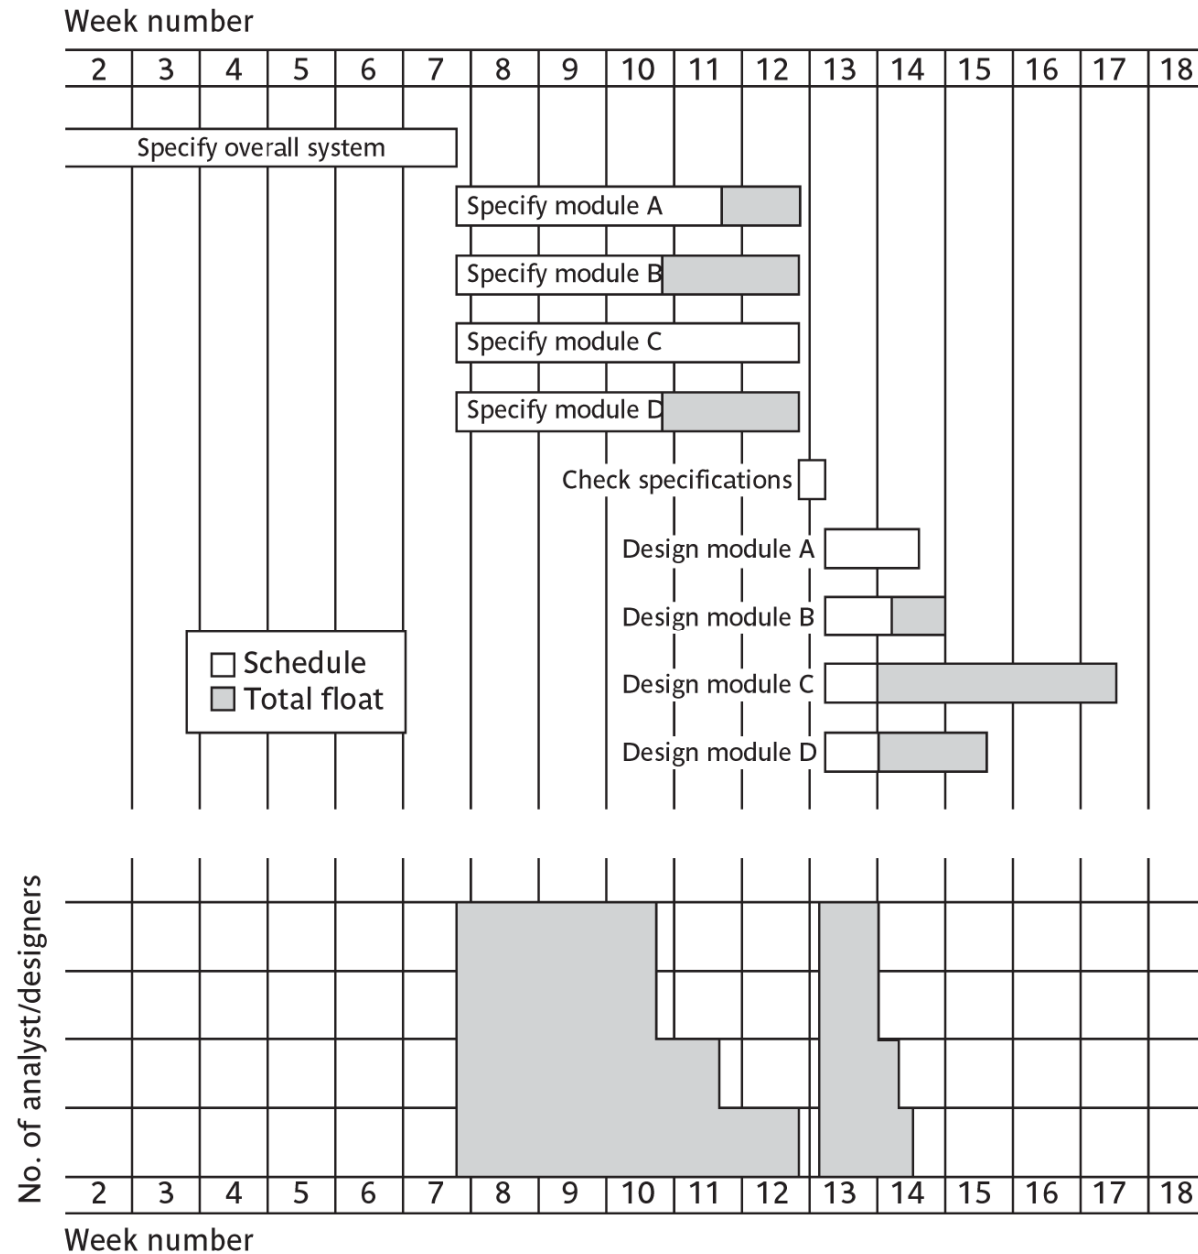 Week number
2 3 4 5 6 7 8 9 10 11 12 13 14 15 16 17 18
Specify overall system
Specify module A
Specify module B
Specify module C
Specify module D
Check specifications
Design module A
Design module B
Design module C
Design module D
Schedule
Total float
No. of analyst/designers
2 3 4 5 6 7 8 9 10 11 12 13 14 15 16 17 18
Week number